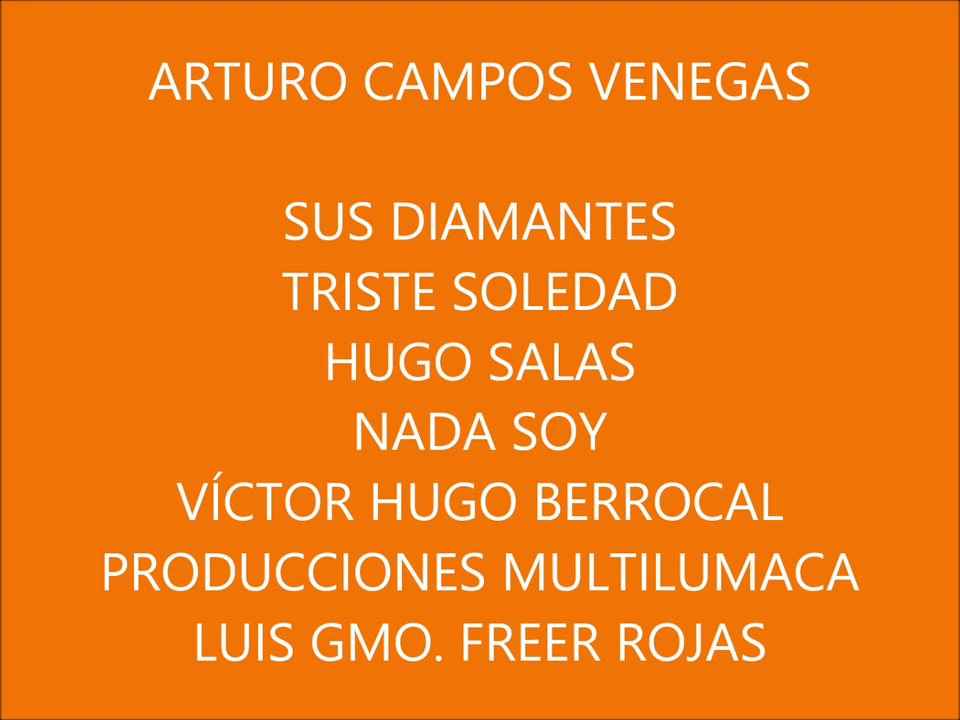 ARTURO CAMPOS VENEGAS
SUS DIAMANTES
TRISTE SOLEDAD
HUGO SALAS
NADA SOY
VÍCTOR HUGO BERROCAL
PRODUCCIONES MULTILUMACA
LUIS GMO. FREER ROJAS